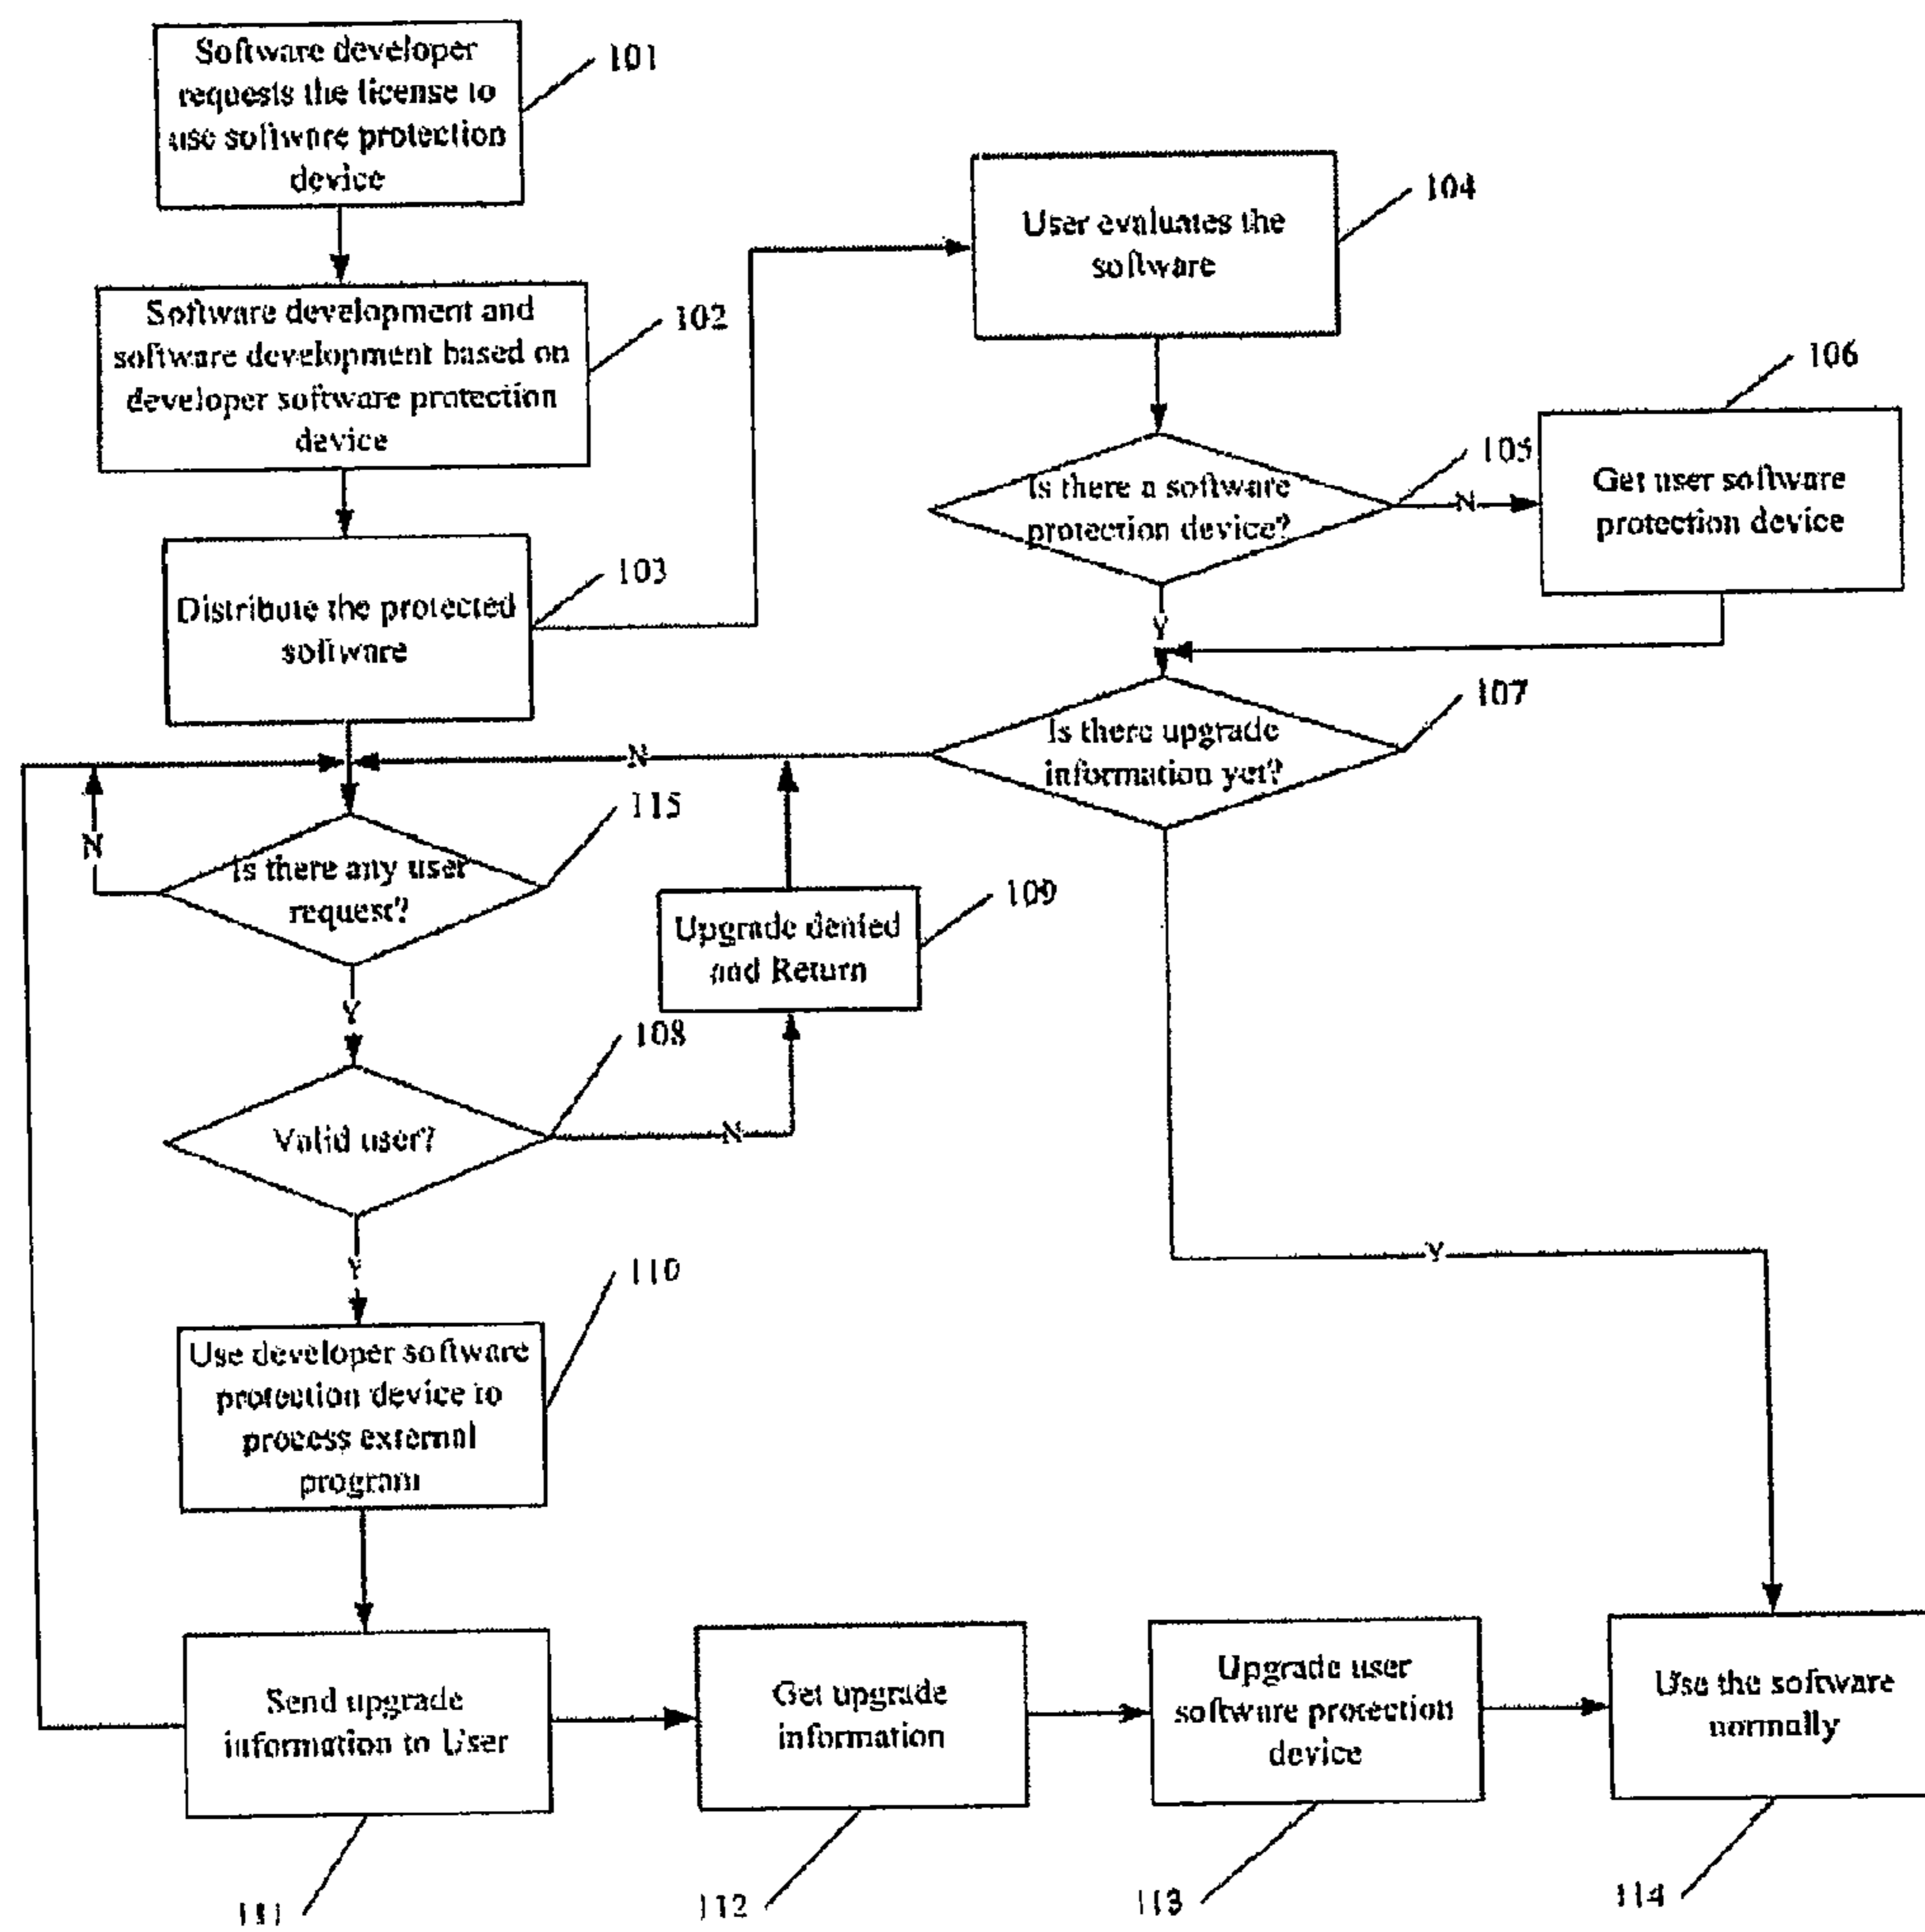 Software developer
requests the license to
use software protection
device
101
Software development and
software development based on
developer software protection
device
102
Distribute the protected
software
103
User evaluates the
software
104
Is there a software
protection device?
105
N
Y
Get user software
protection device
106
Is there upgrade
information yet?
107
N
Y
Is there any user
request?
115
N
Y
Upgrade denied
and Return
109
Valid user?
108
N
Y
Use developer software
protection device to
process external
program
110
Send upgrade
information to User
111
Get upgrade
information
112
Upgrade user
software protection
device
113
Use the software
normally
114